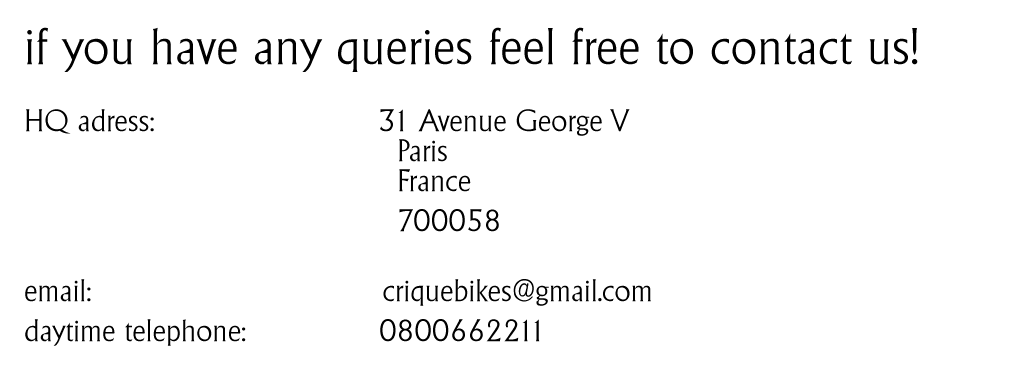 if you have any queries feel free to contact us!
HQ adress: 31 Avenue George V
Paris
France
700058
email: criquebikes@gmail.com
daytime telephone: 0800662211